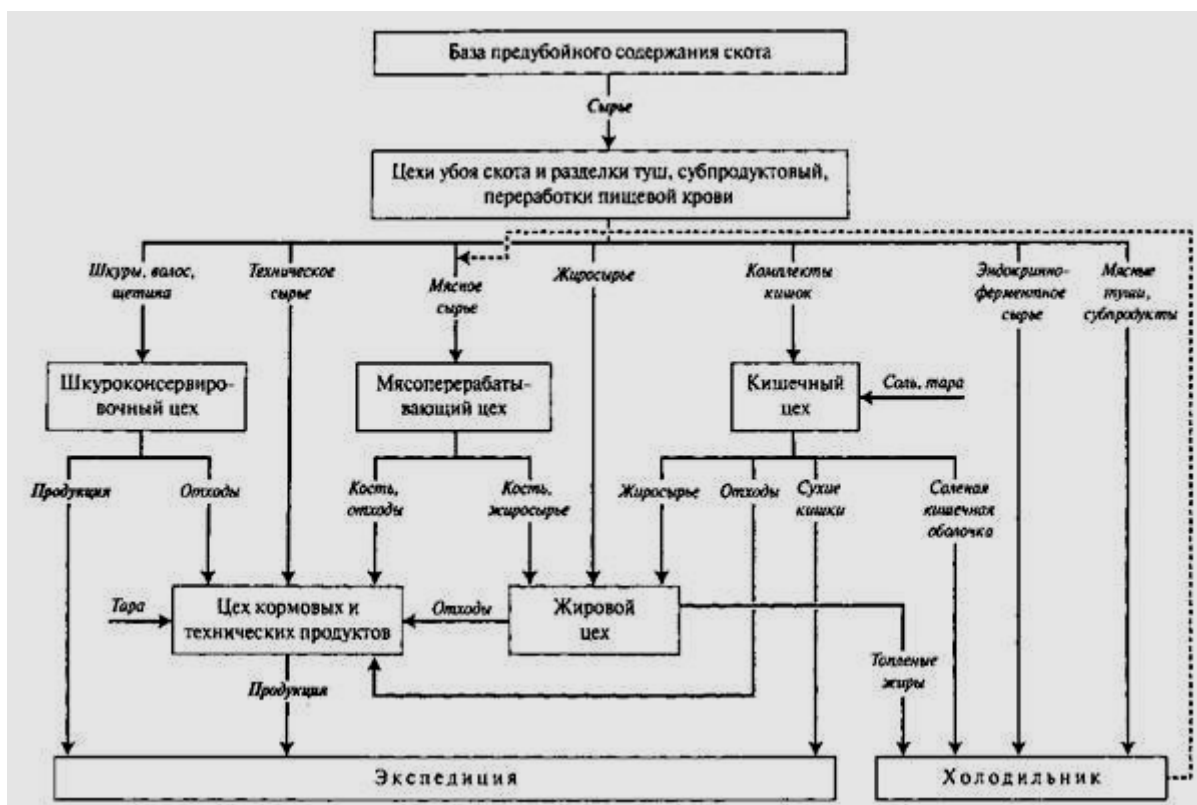 База предубойного содержания скота
Сырье
Цехи убоя скота и разделки туш, субпродуктовый,
переработки пищевой крови
Шкуры, волос,
щетина
Техническое
сырье
Мясное
сырье
Жиросырье
Комплекты
кишок
Эндокринно-
ферментное
сырье
Мясные
туши,
субпродукты
Шкуроконсервиро-
вочный цех
Мясоперерабаты-
вающий цех
Кишечный
цех
Соль, тара
Продукция
Отходы
Кость,
отходы
Кость,
жиросырье
Жиросырье
Отходы
Сухие
кишки
Соленая
кишечная
оболочка
Тара
Цех кормовых и
технических продуктов
Отходы
Жировой
цех
Топленые
жиры
Продукция
Экспедиция
Холодильник